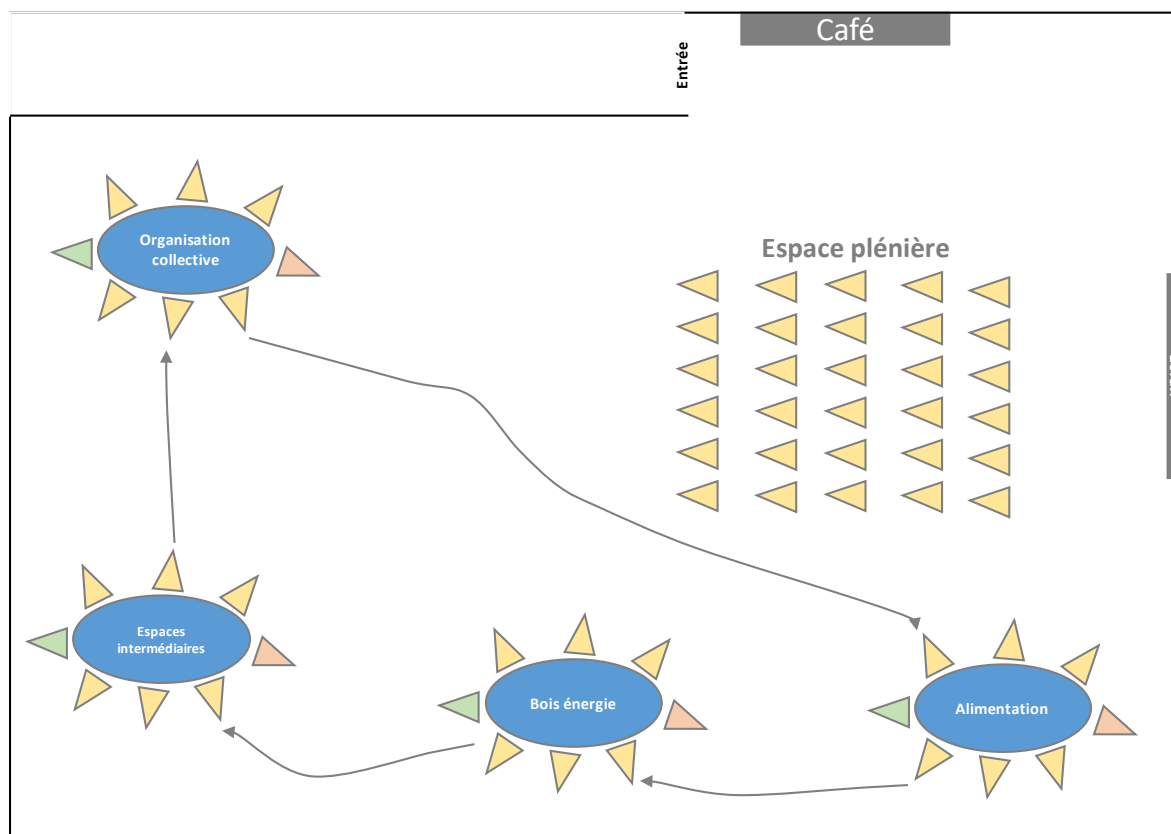 Café
Entrée
Organisation
collective
Espace plénière
Espaces
intermédiaires
Bois énergie
Alimentation